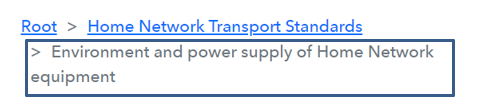 Root > Home Network Transport Standards
> Environment and power supply of Home Network
equipment